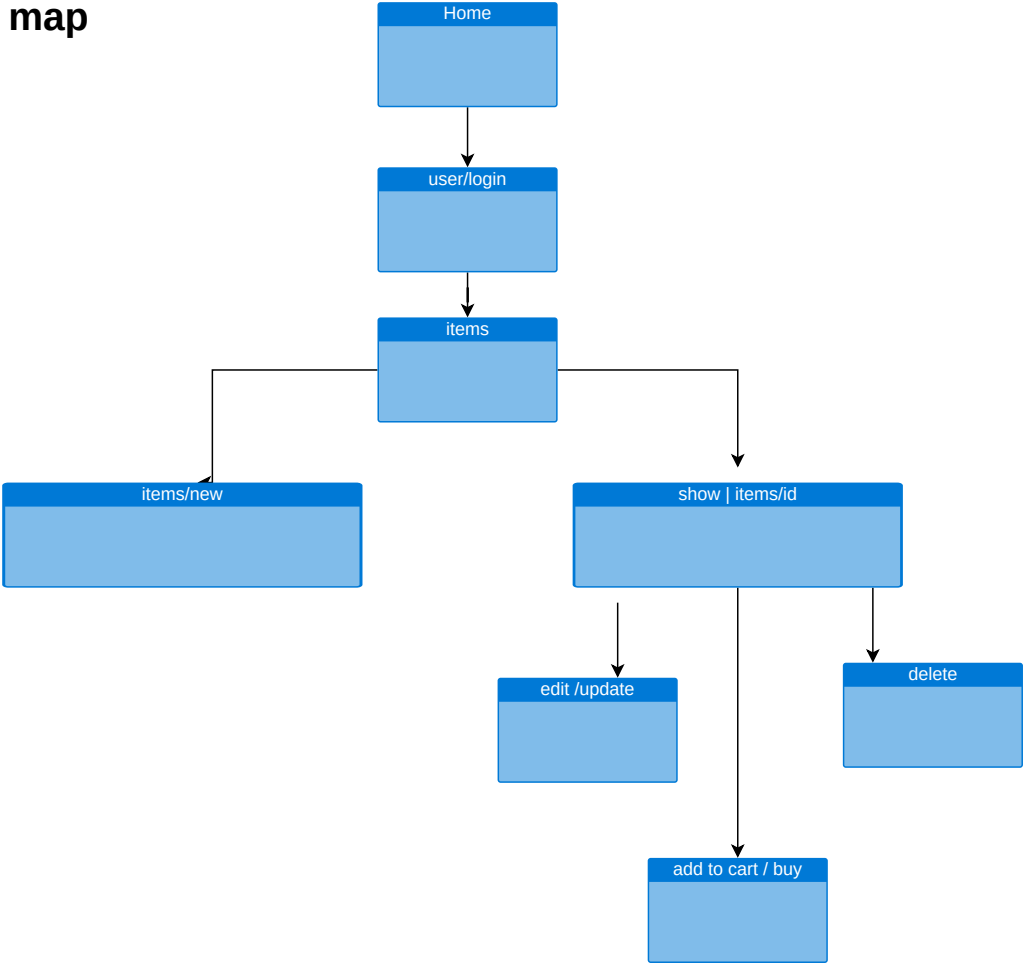 map
Home
user/login
items
items/new
show | items/id
edit /update
delete
add to cart / buy